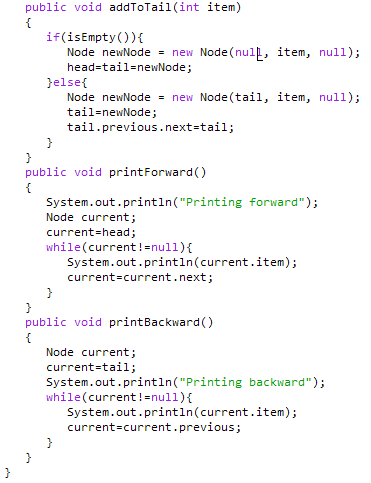 public void addToTail(int item)
{
if(isEmpty()){
Node newNode = new Node(null, item, null);
head=tail=newNode;
}else{
Node newNode = new Node(tail, item, null);
tail=newNode;
tail.previous.next=tail;
}
}
public void printForward()
{
System.out.println("Printing forward");
Node current;
current=head;
while(current!=null){
System.out.println(current.item);
current=current.next;
}
}
public void printBackward()
{
Node current;
current=tail;
System.out.println("Printing backward");
while(current!=null){
System.out.println(current.item);
current=current.previous;
}
}
}